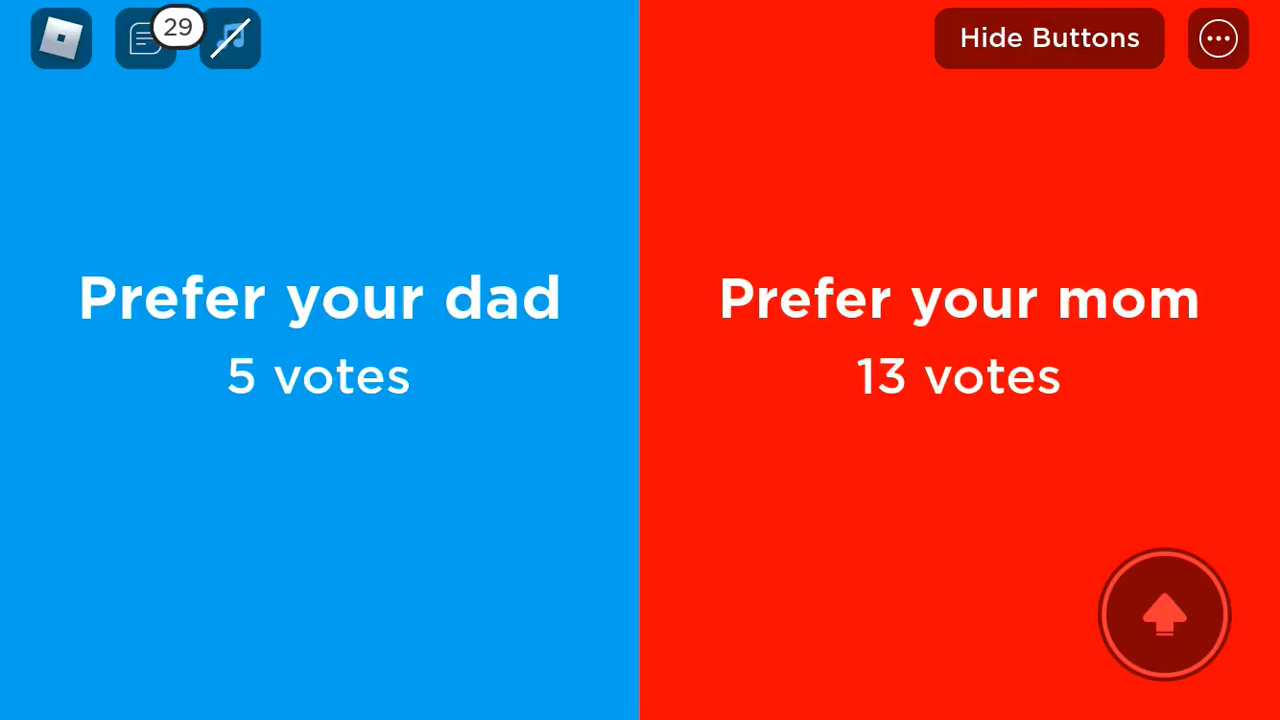 29
Hide Buttons
Prefer your dad
5 votes
Prefer your mom
13 votes